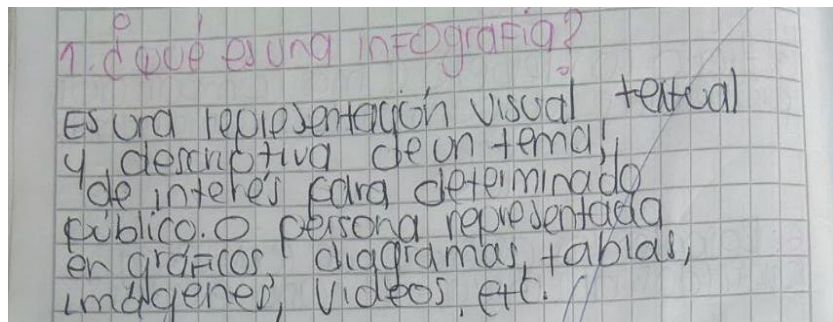 1. ¿Qué es una infografía?
Es una representación visual textual
y descriptiva de un tema
de interés para determinado
público. O persona representada
en gráficos, diagramas, tablas,
imágenes, videos, etc.